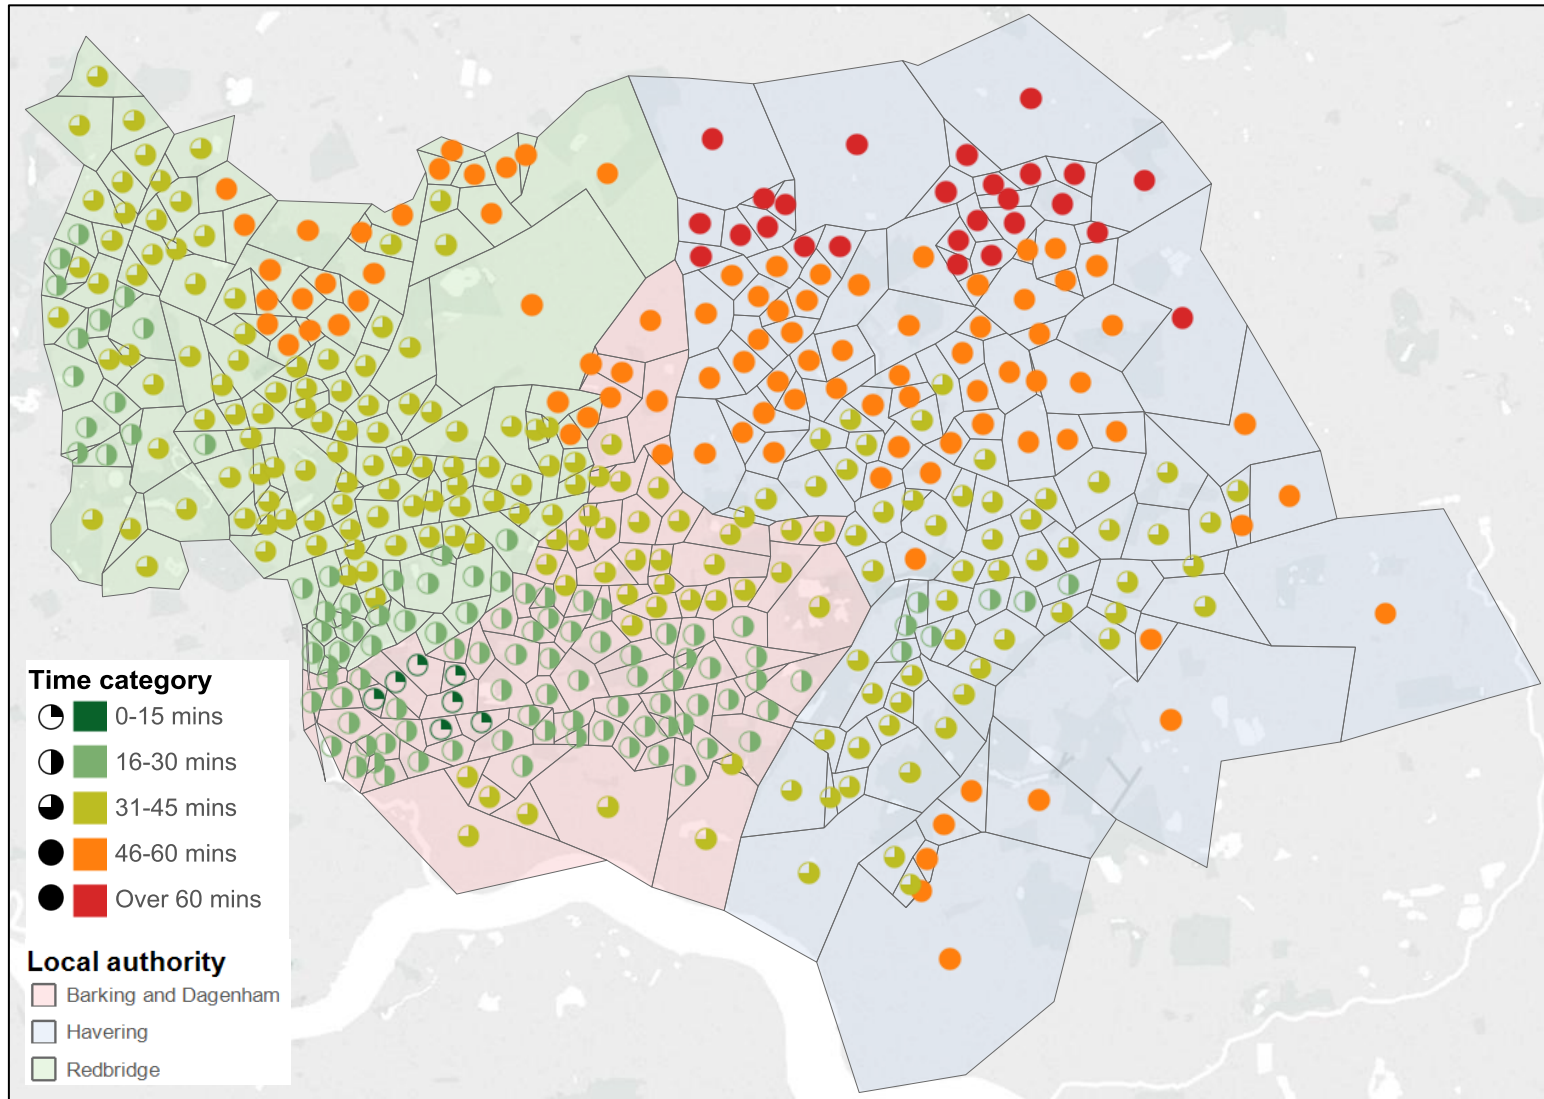 Time category
0-15 mins
16-30 mins
31-45 mins
46-60 mins
Over 60 mins
Local authority
Barking and Dagenham
Havering
Redbridge